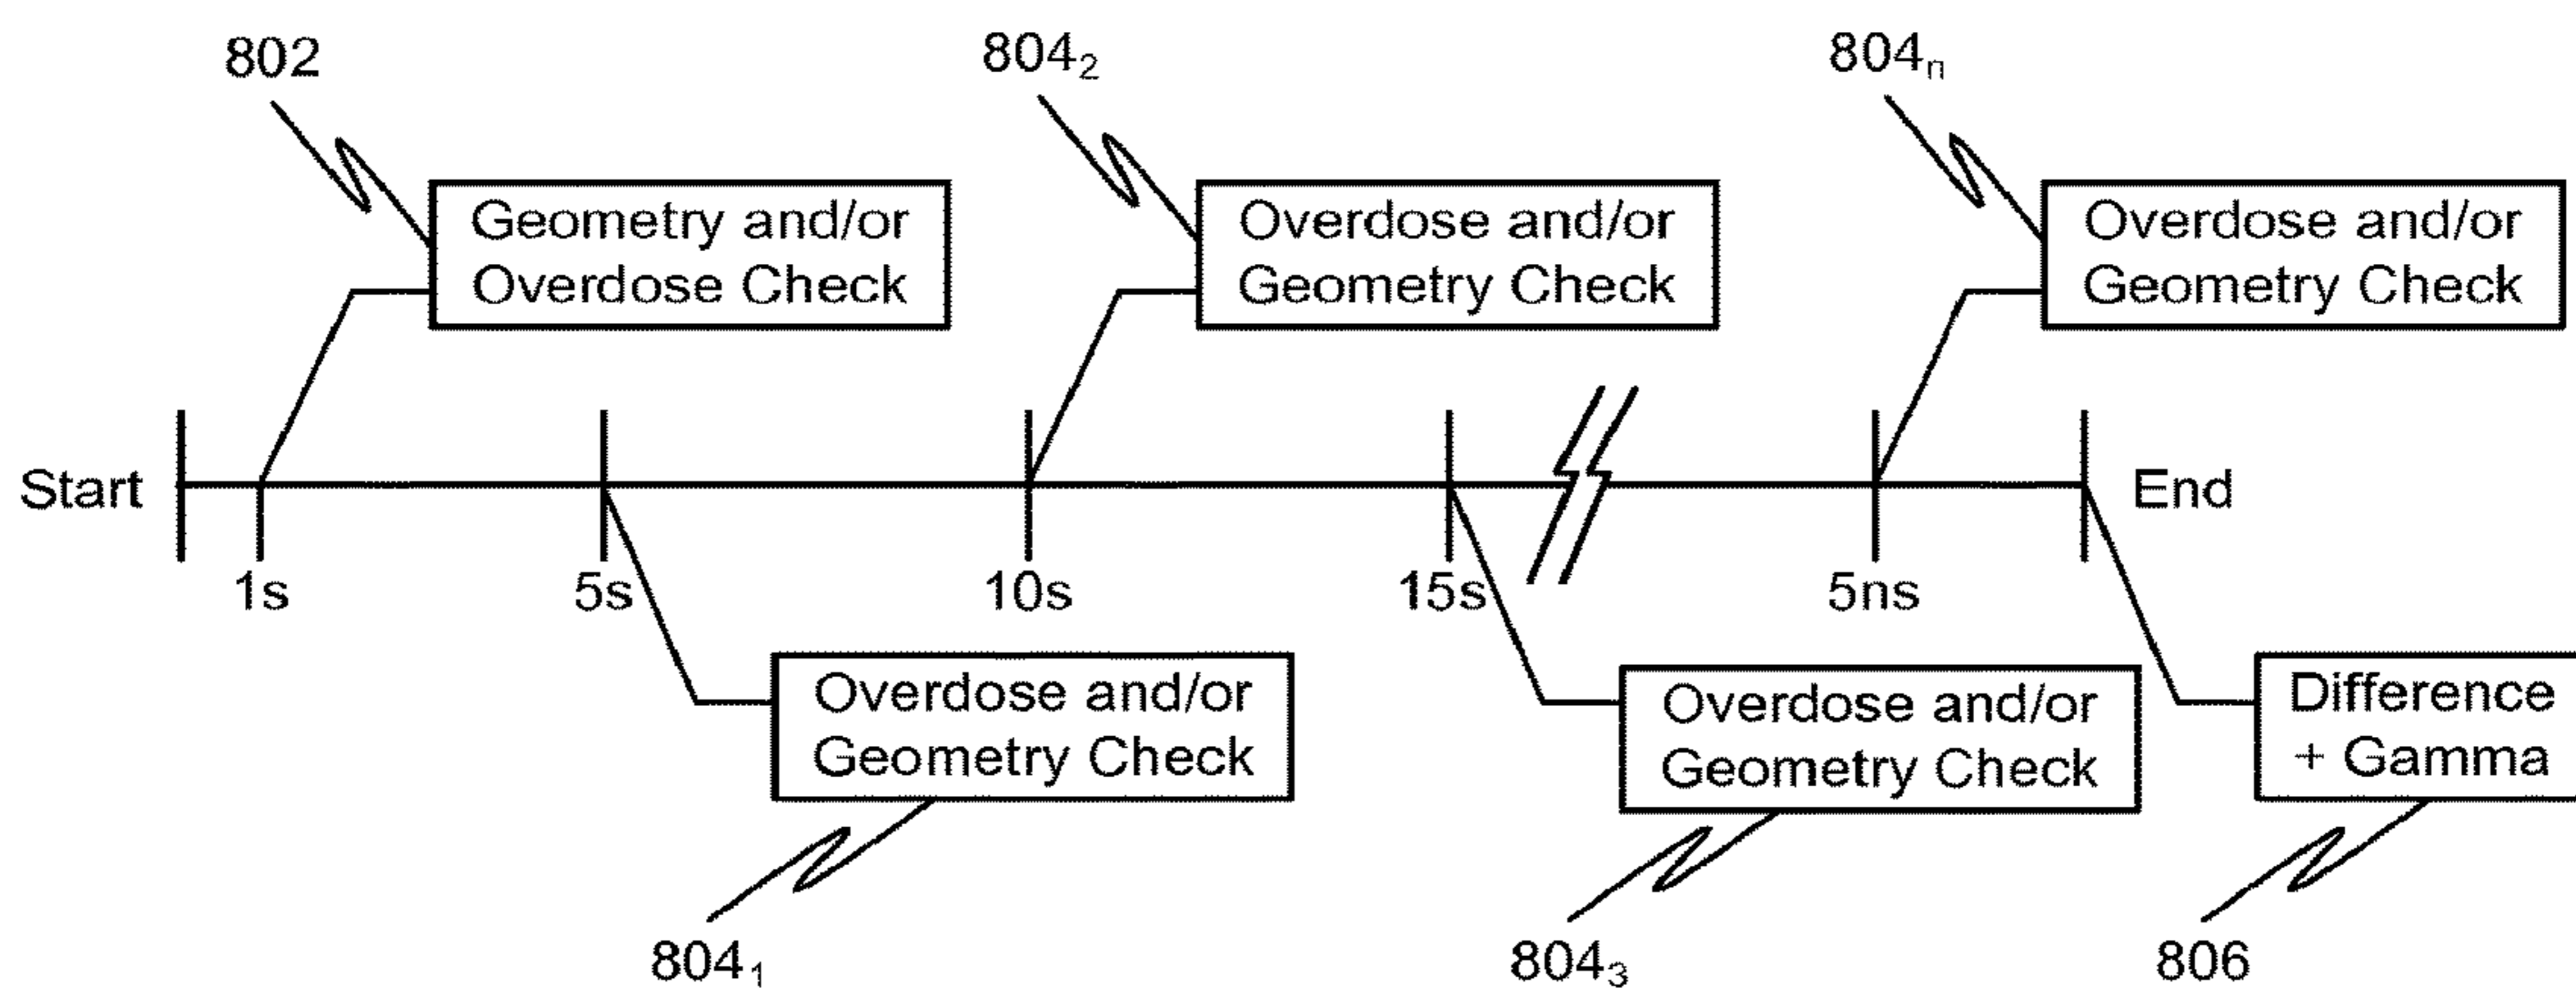 802
804₂
804ₙ
Geometry and/or
Overdose Check
Overdose and/or
Geometry Check
Overdose and/or
Geometry Check
Start
End
1s
5s
10s
15s
5ns
Overdose and/or
Geometry Check
Overdose and/or
Geometry Check
Difference
+ Gamma
804₁
804₃
806